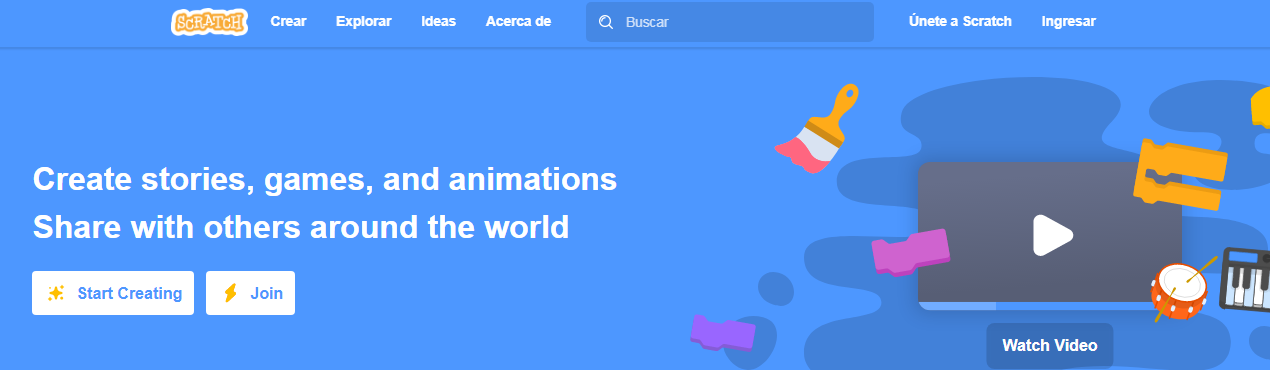 SCRATCH Crear Explorar Ideas Acerca de Buscar Únete a Scratch Ingresar
Create stories, games, and animations
Share with others around the world
Start Creating Join
Watch Video